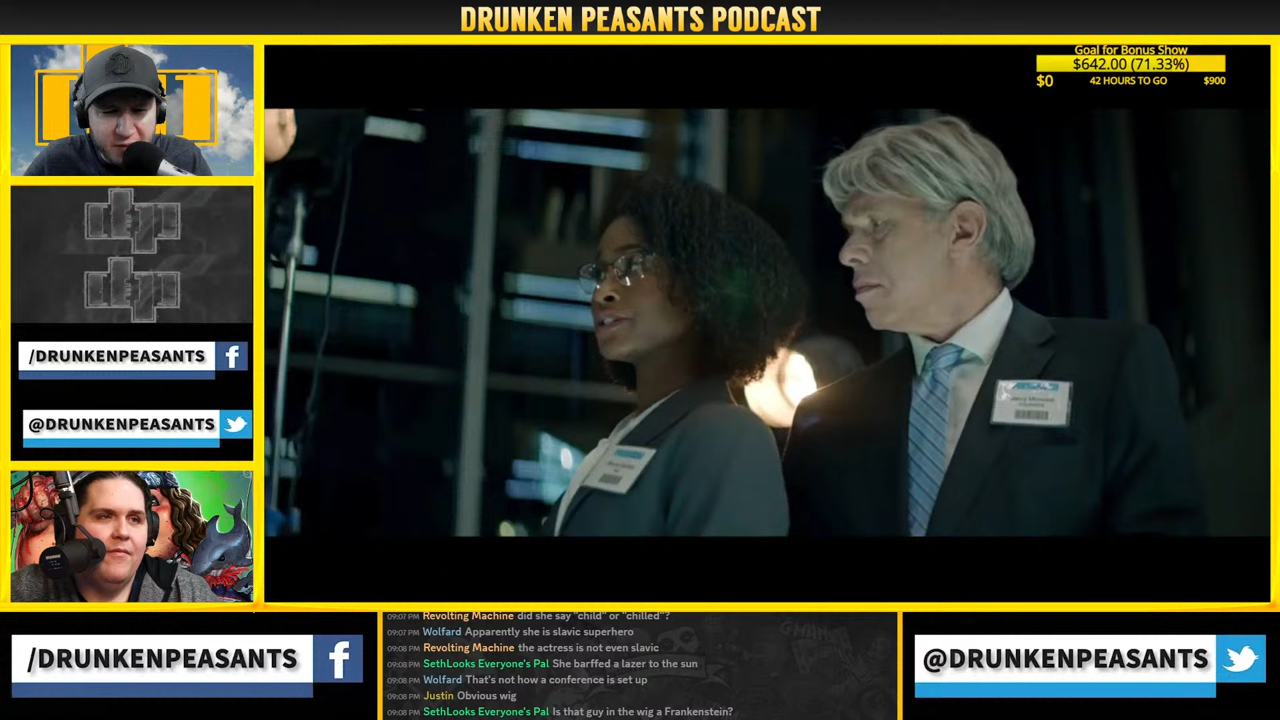 DRUNKEN PEASANTS PODCAST
Goal for Bonus Show
$642.00 (71.33%)
$0 42 HOURS TO GO $900
/DRUNKENPEASANTS f
@DRUNKENPEASANTS
09:07 PM Revolting Machine did she say "child" or "chilled"?
09:07 PM Wolfard Apparently she is slavic superhero
09:08 PM Revolting Machine the actress is not even slavic
09:08 PM SethLooks Everyone's Pal She barffed a lazer to the sun
09:08 PM Wolfard That's not how a conference is set up
09:08 PM Justin Obvious wig
09:08 PM SethLooks Everyone's Pal Is that guy in the wig a Frankenstein?
/DRUNKENPEASANTS f
@DRUNKENPEASANTS